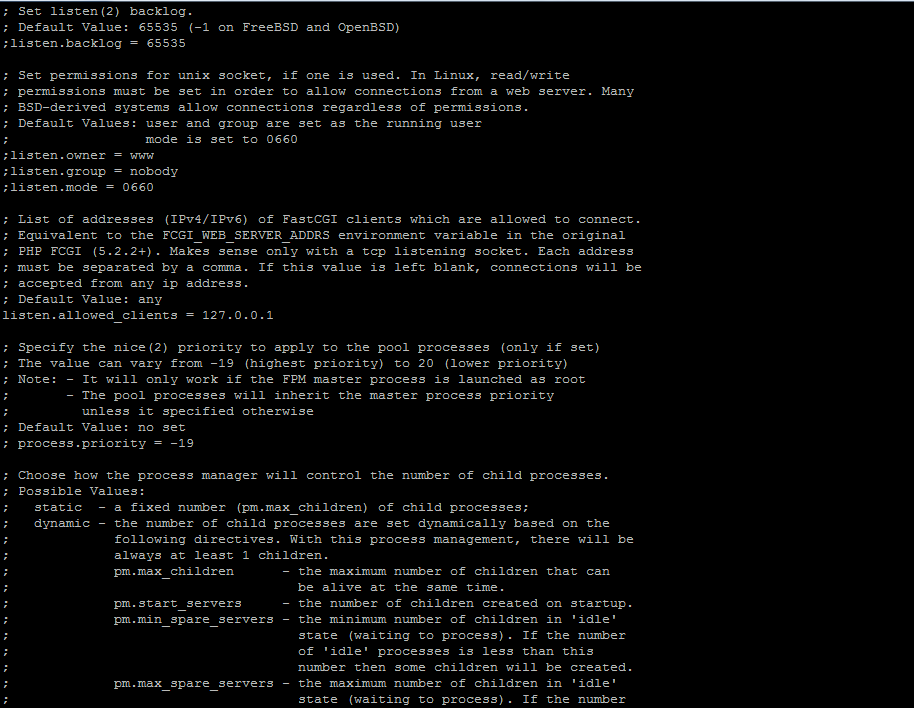 ; Set listen(2) backlog.
; Default Value: 65535 (-1 on FreeBSD and OpenBSD)
;listen.backlog = 65535
; Set permissions for unix socket, if one is used. In Linux, read/write
; permissions must be set in order to allow connections from a web server. Many
; BSD-derived systems allow connections regardless of permissions.
; Default Values: user and group are set as the running user
;                 mode is set to 0660
;listen.owner = www
;listen.group = nobody
;listen.mode = 0660
; List of addresses (IPv4/IPv6) of FastCGI clients which are allowed to connect.
; Equivalent to the FCGI_WEB_SERVER_ADDRS environment variable in the original
; PHP FCGI (5.2.2+). Makes sense only with a tcp listening socket. Each address
; must be separated by a comma. If this value is left blank, connections will be
; accepted from any ip address.
; Default Value: any
listen.allowed_clients = 127.0.0.1
; Specify the nice(2) priority to apply to the pool processes (only if set)
; The value can vary from -19 (highest priority) to 20 (lower priority)
; Note: - It will only work if the FPM master process is launched as root
;       - The pool processes will inherit the master process priority
;         unless it specified otherwise
; Default Value: no set
; process.priority = -19
; Choose how the process manager will control the number of child processes.
; Possible Values:
;   static  - a fixed number (pm.max_children) of child processes;
;   dynamic - the number of child processes are set dynamically based on the
;             following directives. With this process management, there will be
;             always at least 1 children.
;             pm.max_children      - the maximum number of children that can
;                                    be alive at the same time.
;             pm.start_servers     - the number of children created on startup.
;             pm.min_spare_servers - the minimum number of children in 'idle'
;                                    state (waiting to process). If the number
;                                    of 'idle' processes is less than this
;                                    number then some children will be created.
;             pm.max_spare_servers - the maximum number of children in 'idle'
;                                    state (waiting to process). If the number